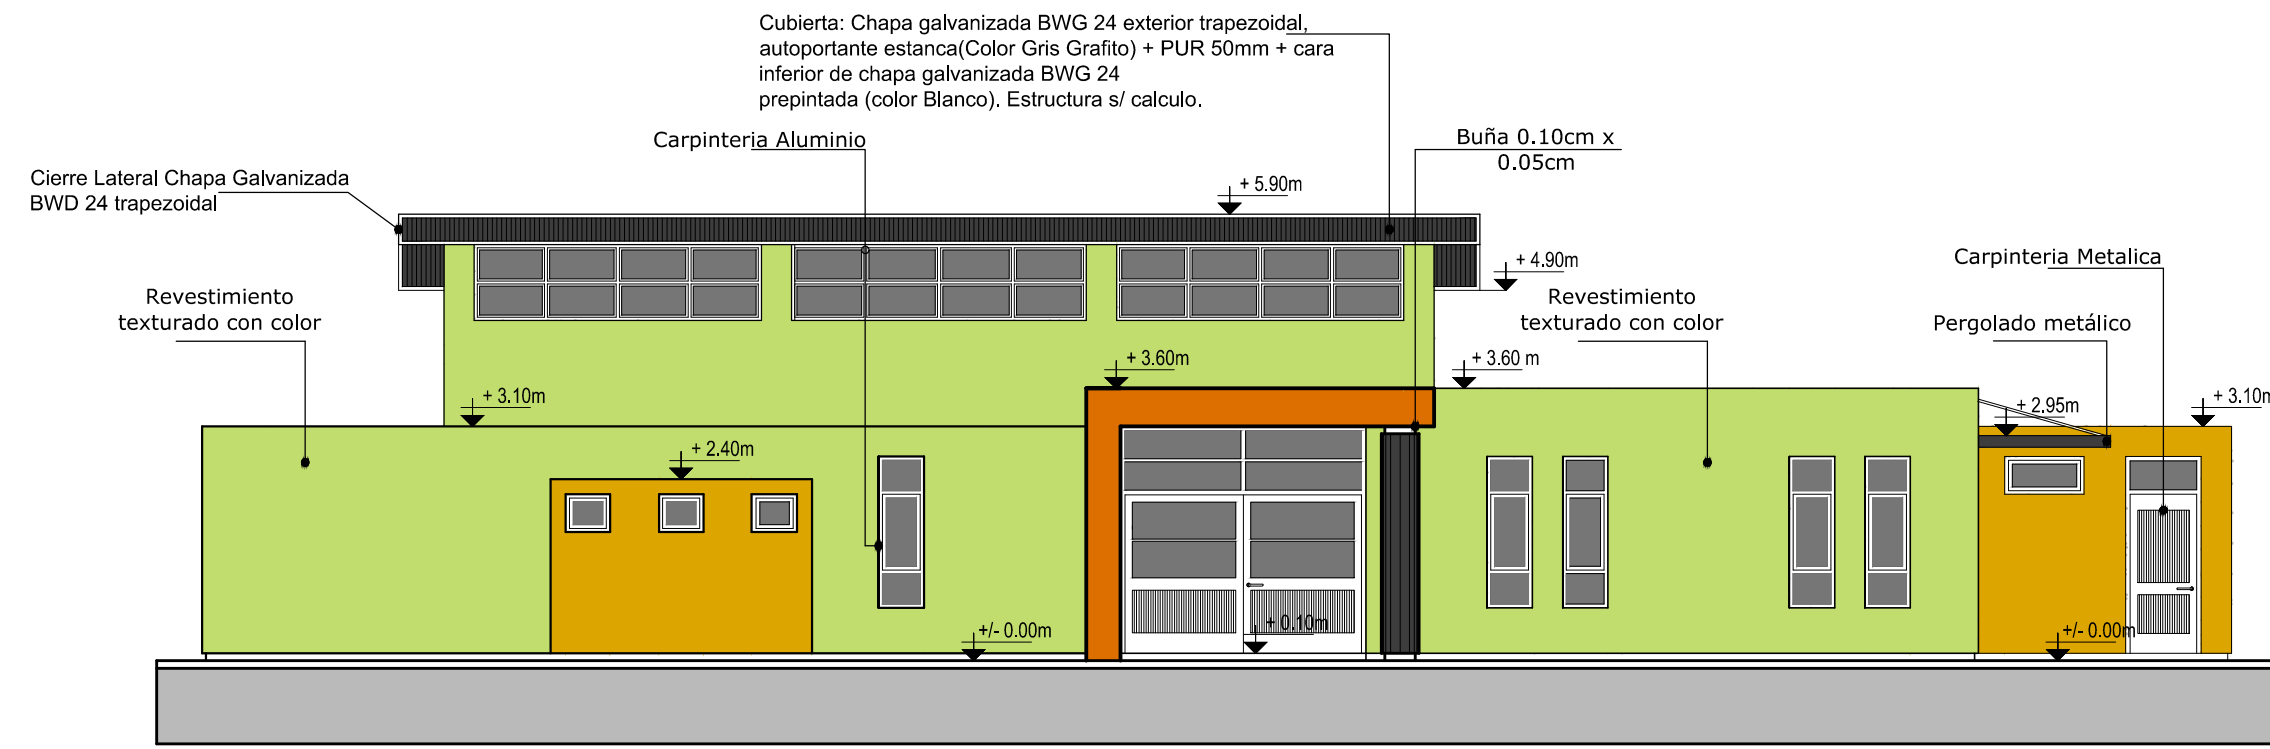 Cubierta: Chapa galvanizada BWG 24 exterior trapezoidal,
autoportante estanca(Color Gris Grafito) + PUR 50mm + cara
inferior de chapa galvanizada BWG 24
prepintada (color Blanco). Estructura s/ calculo.
Carpinteria Aluminio
Buña 0.10cm x
0.05cm
Cierre Lateral Chapa Galvanizada
BWD 24 trapezoidal
+ 5.90m
+ 4.90m
Carpinteria Metalica
Revestimiento
texturado con color
Revestimiento
texturado con color
Pergolado metálico
+ 3.60m
+ 3.60 m
+ 3.10m
+ 2.95m
+ 3.10m
+ 2.40m
+/- 0.00m
+ 0.10m
+/- 0.00m